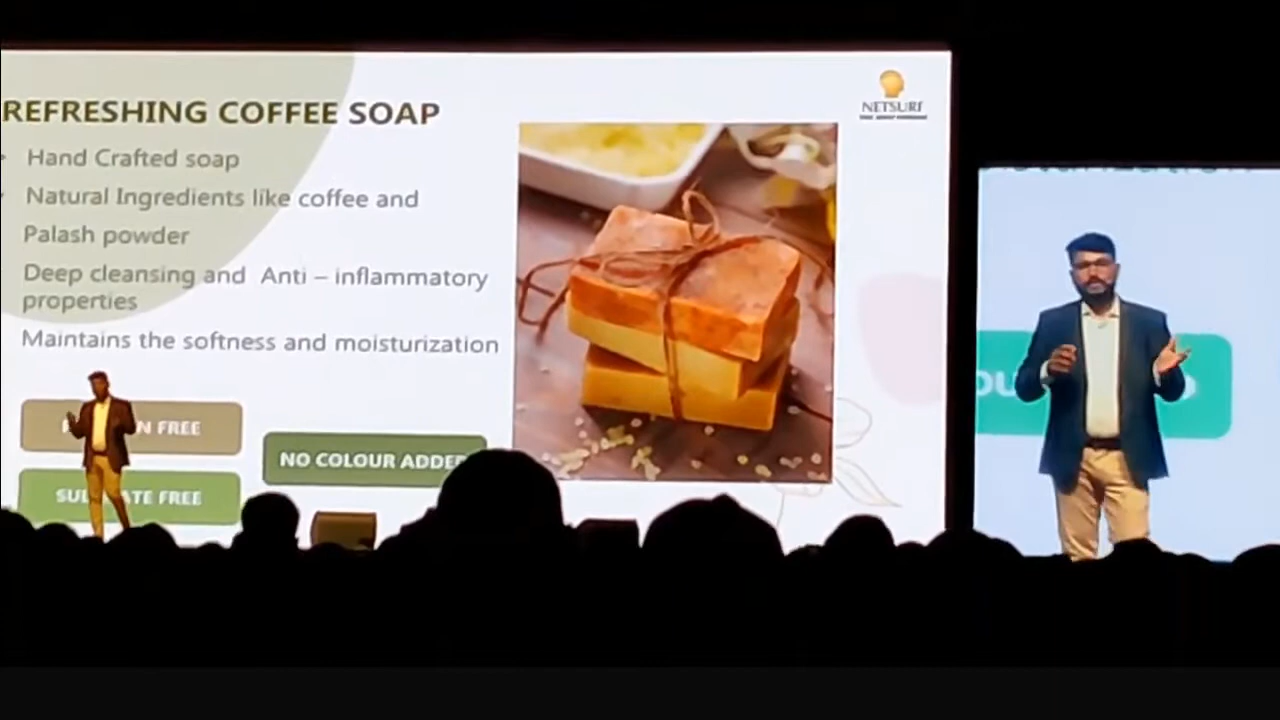 REFRESHING COFFEE SOAP
NETSURF
Hand Crafted soap
Natural Ingredients like coffee and
Palash powder
Deep cleansing and Anti – inflammatory
properties
Maintains the softness and moisturization
FREE
NO COLOUR ADDED
FREE